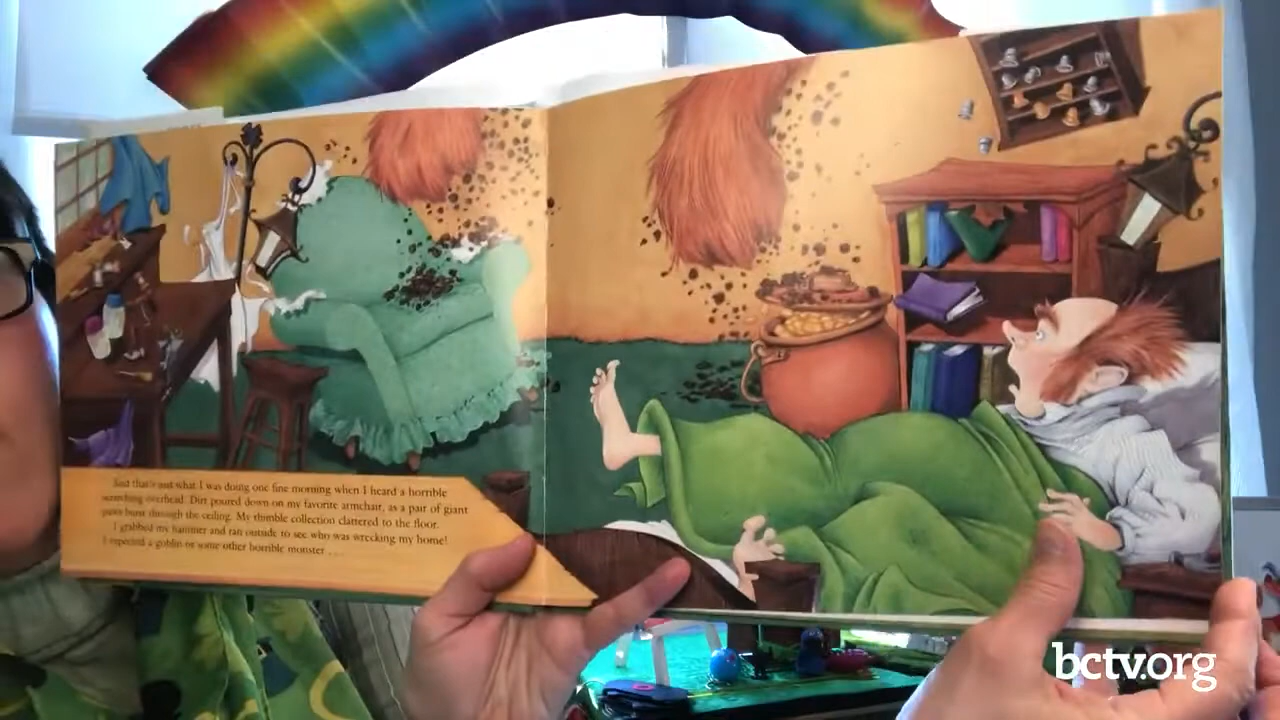 And that's just what I was doing one fine morning when I heard a horrible
scratching overhead. Dirt poured down on my favorite armchair, as a pair of giant
paws burst through the ceiling. My thimble collection clattered to the floor.
I grabbed my hammer and ran outside to see who was wrecking my home!
I expected a goblin or some other horrible monster . . .
bctv.org